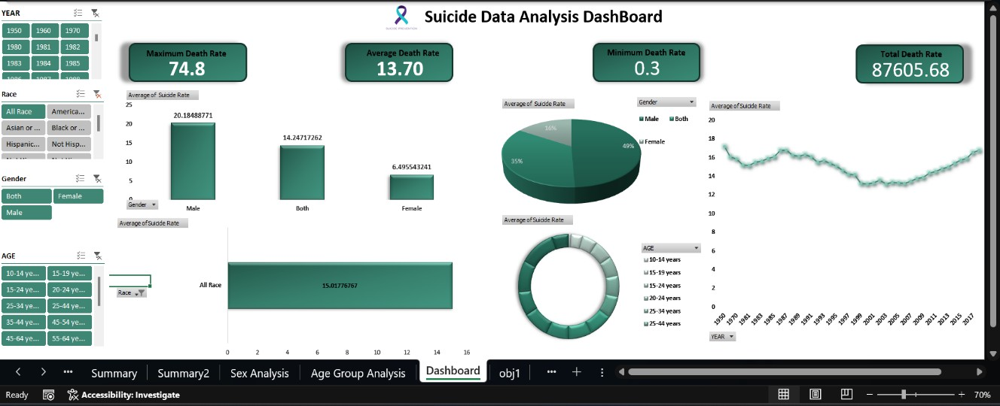 Suicide Data Analysis DashBoard
SUICIDE PREVENTION
YEAR
1950 1960 1970
1980 1981 1982
1983 1984 1985
1986 1987 1988
Race
All Race America...
Asian or ... Black or ...
Hispanic... Not Hisp...
Gender
Both Female
Male
AGE
10-14 ye... 15-19 ye...
15-24 ye... 20-24 ye...
25-34 ye... 25-44 ye...
35-44 ye... 45-54 ye...
45-64 ye... 55-64 ye...
Maximum Death Rate
74.8
Average Death Rate
13.70
Minimum Death Rate
0.3
Total Death Rate
87605.68
Average of Suicide Rate
25
20
15
10
5
0
20.18488771
14.24717262
6.495543241
Gender
Male Both Female
Average of Suicide Rate
Race
All Race
15.01776767
0 2 4 6 8 10 12 14 16
Average of Suicide Rate
Gender
Male Both
Female
16%
49%
35%
Average of Suicide Rate
AGE
10-14 years
15-19 years
15-24 years
20-24 years
25-34 years
25-44 years
Average of Suicide Rate
20
18
16
14
12
10
8
6
4
2
0
1950 1970 1981 1983 1985 1987 1989 1991 1993 1995 1997 1999 2001 2003 2005 2007 2009 2011 2013 2015 2017
YEAR
Summary Summary2 Sex Analysis Age Group Analysis Dashboard obj1
Ready Accessibility: Investigate 70%